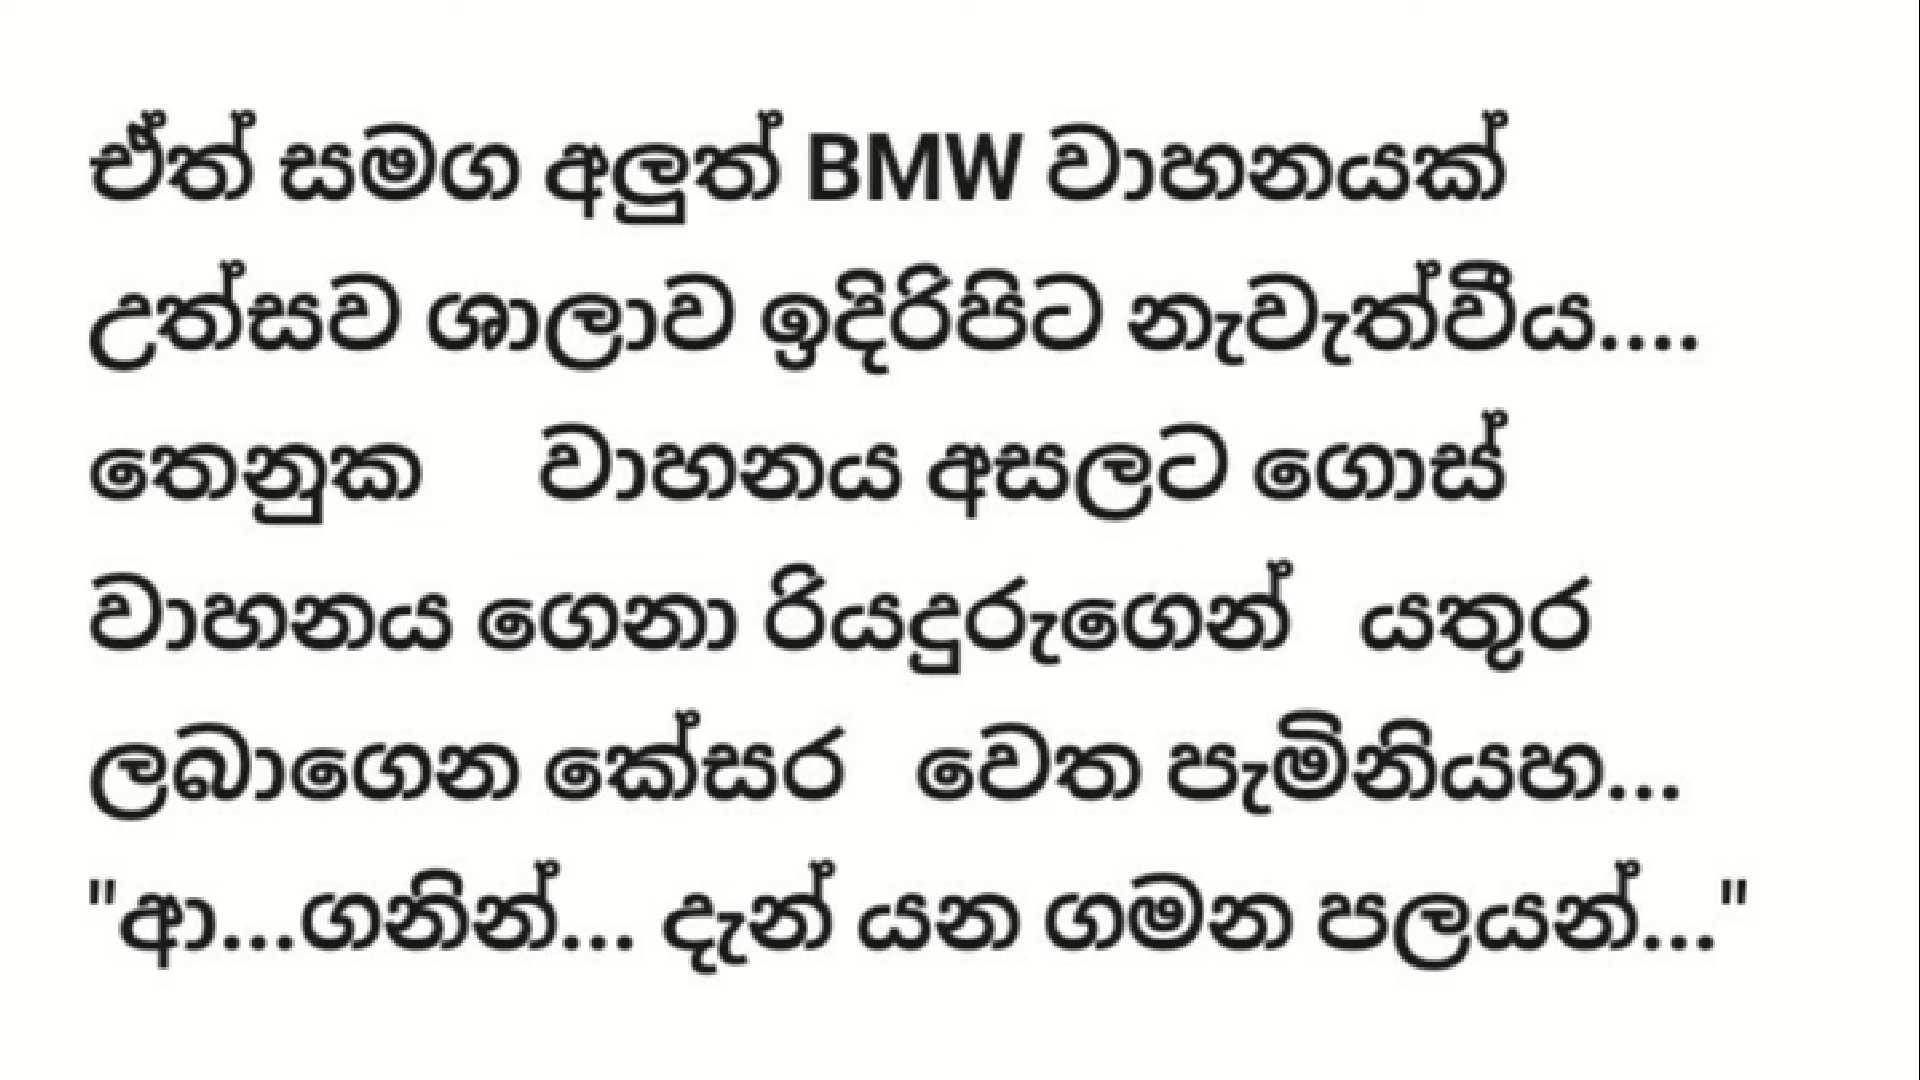 ඒත් සමග අලුත් BMW වාහනයක්
උත්සව ශාලාව ඉදිරිපිට නැවැත්වීය....
තෙනුක වාහනය අසලට ගොස්
වාහනය ගෙනා රියදුරුගෙන් යතුර
ලබාගෙන කේසර වෙත පැමිනියහ...
"ආ...ගනින්... දැන් යන ගමන පලයන්..."